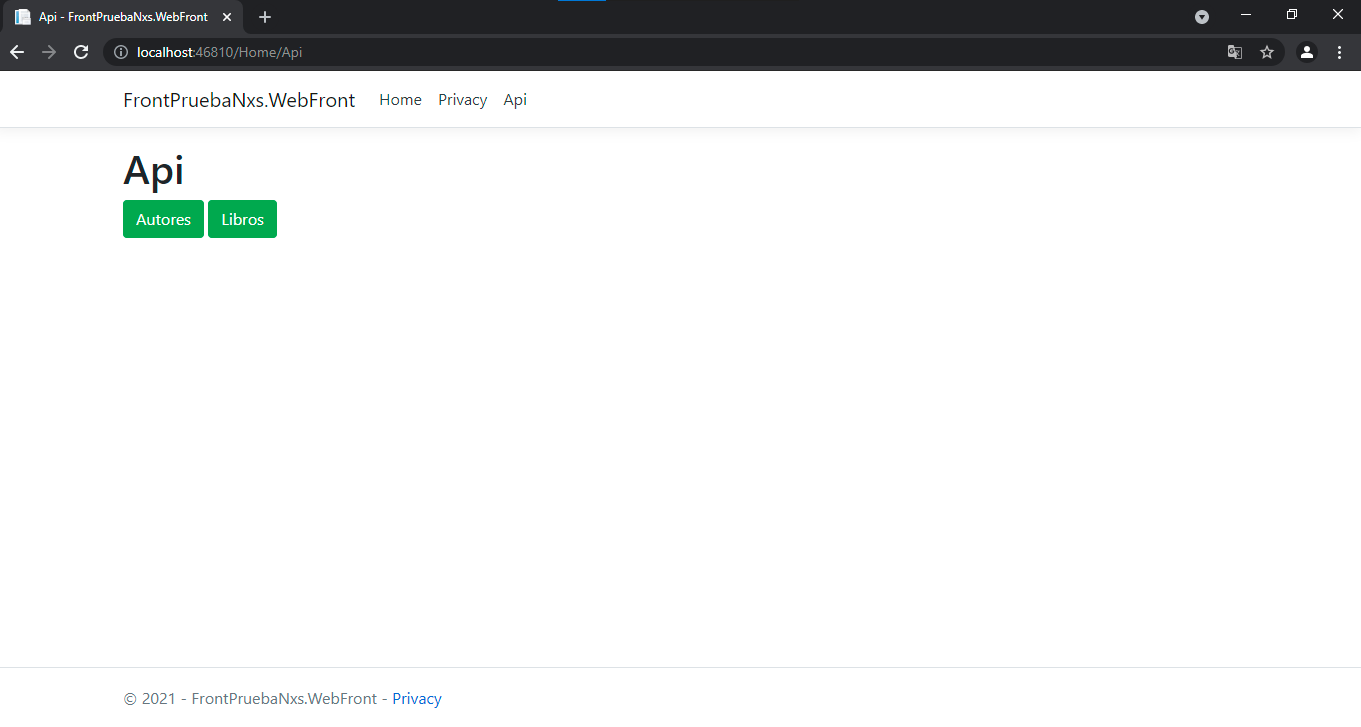 Api - FrontPruebaNxs.WebFront
localhost:46810/Home/Api
FrontPruebaNxs.WebFront Home Privacy Api
Api
Autores Libros
© 2021 - FrontPruebaNxs.WebFront - Privacy